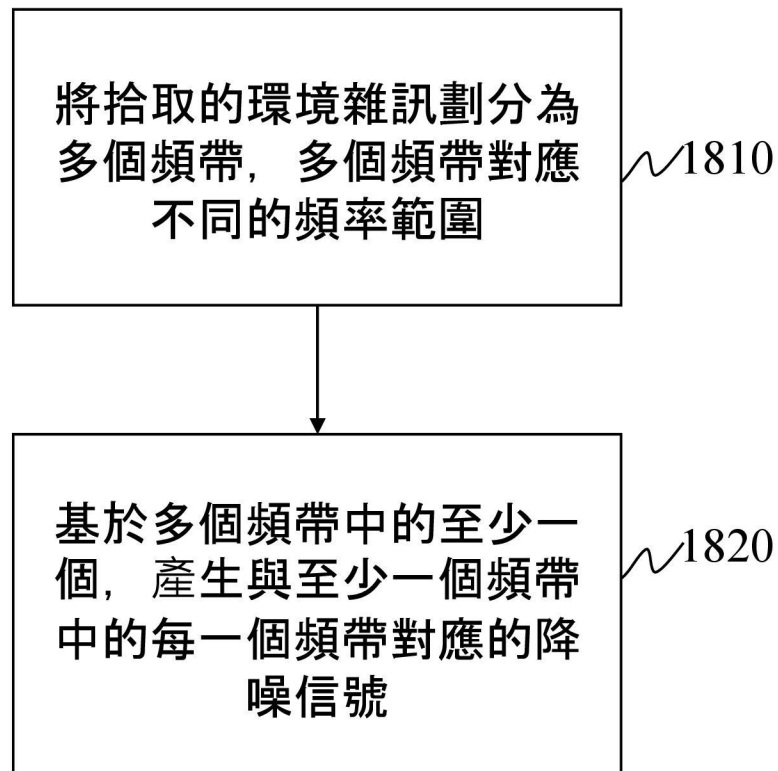 將拾取的環境雜訊劃分為
多個頻帶，多個頻帶對應
不同的頻率範圍
1810
基於多個頻帶中的至少一
個，產生與至少一個頻帶
中的每一個頻帶對應的降
噪信號
1820